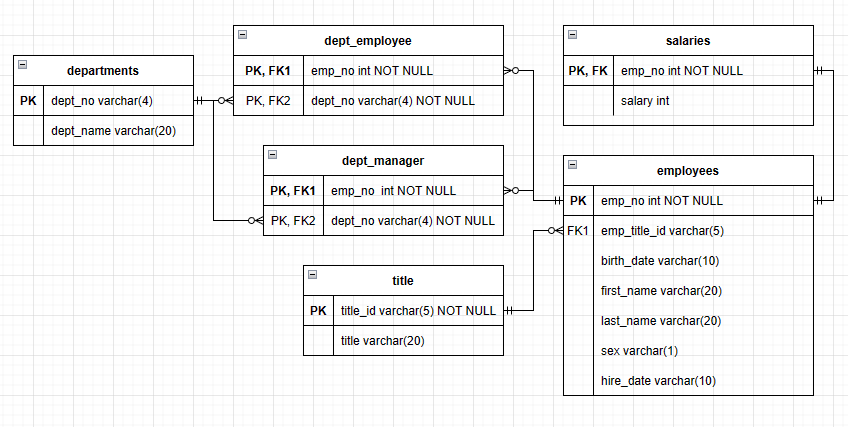 departments
PK dept_no varchar(4)
dept_name varchar(20)
dept_employee
PK, FK1 emp_no int NOT NULL
PK, FK2 dept_no varchar(4) NOT NULL
dept_manager
PK, FK1 emp_no  int NOT NULL
PK, FK2 dept_no varchar(4) NOT NULL
title
PK title_id varchar(5) NOT NULL
title varchar(20)
salaries
PK, FK emp_no int NOT NULL
salary int
employees
PK emp_no int NOT NULL
FK1 emp_title_id varchar(5)
birth_date varchar(10)
first_name varchar(20)
last_name varchar(20)
sex varchar(1)
hire_date varchar(10)